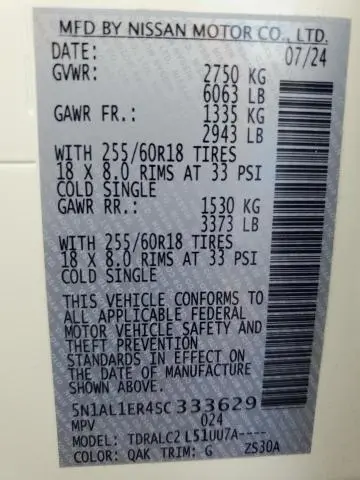 MFD BY NISSAN MOTOR CO., LTD.
DATE: 07/24
GVWR: 2750 KG
6063 LB
GAWR FR.: 1335 KG
2943 LB
WITH 255/60R18 TIRES
18 X 8.0 RIMS AT 33 PSI
COLD SINGLE
GAWR RR.: 1530 KG
3373 LB
WITH 255/60R18 TIRES
18 X 8.0 RIMS AT 33 PSI
COLD SINGLE
THIS VEHICLE CONFORMS TO
ALL APPLICABLE FEDERAL
MOTOR VEHICLE SAFETY AND
THEFT PREVENTION
STANDARDS IN EFFECT ON
THE DATE OF MANUFACTURE
SHOWN ABOVE.
5N1AL1ER4SC333629
MPV 024
MODEL: TDRALC2 L51UU7A----
COLOR: QAK TRIM: G ZS30A